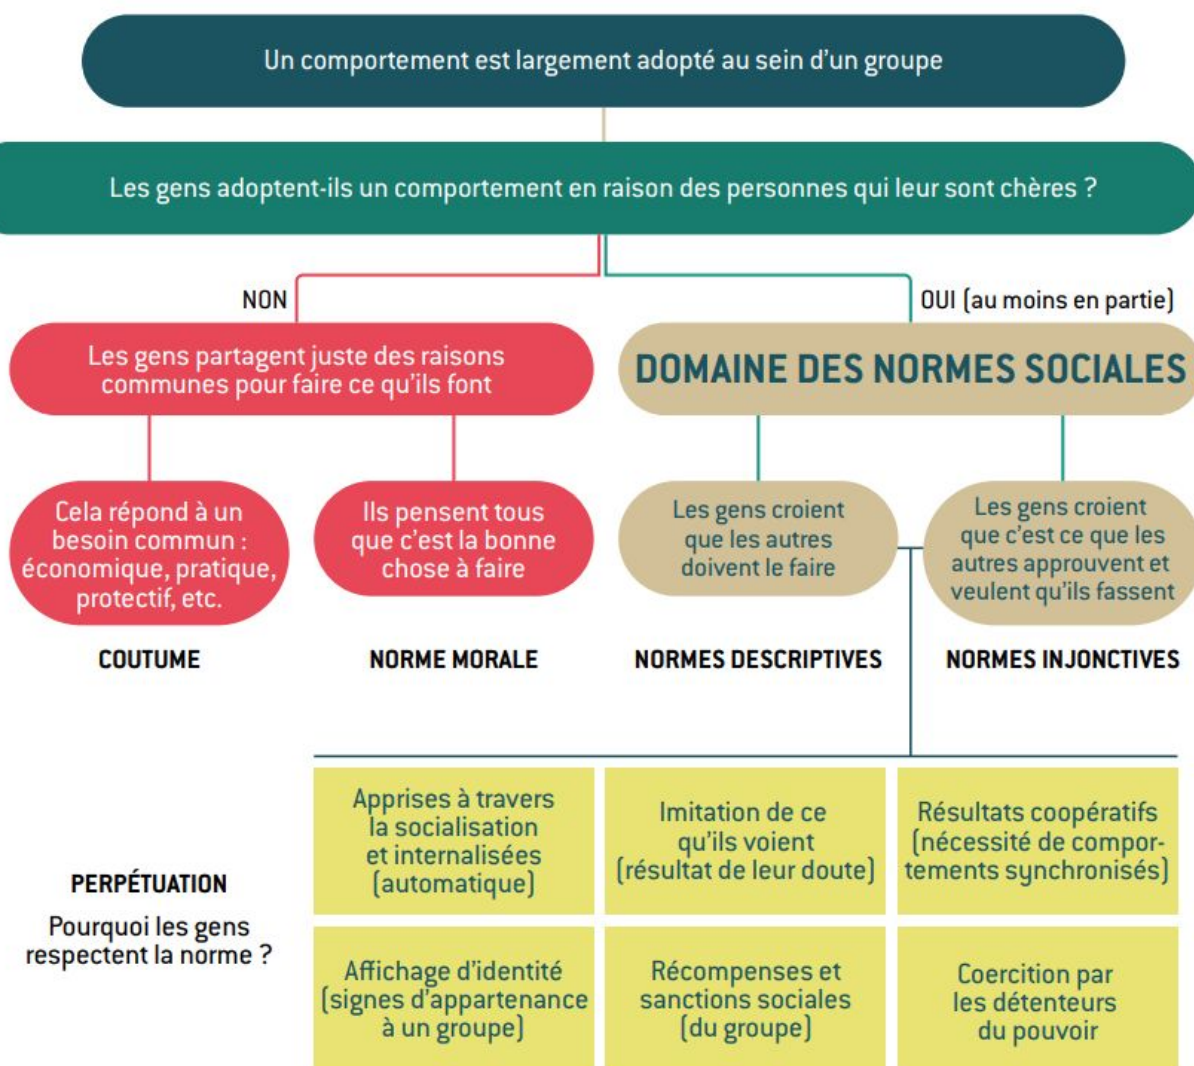 Un comportement est largement adopté au sein d'un groupe
Les gens adoptent-ils un comportement en raison des personnes qui leur sont chères ?
NON
OUI (au moins en partie)
Les gens partagent juste des raisons
communes pour faire ce qu'ils font
DOMAINE DES NORMES SOCIALES
Cela répond à un
besoin commun :
économique, pratique,
protectif, etc.
Ils pensent tous
que c'est la bonne
chose à faire
Les gens croient
que les autres
doivent le faire
Les gens croient
que c'est ce que les
autres approuvent et
veulent qu'ils fassent
COUTUME
NORME MORALE
NORMES DESCRIPTIVES
NORMES INJONCTIVES
PERPÉTUATION
Pourquoi les gens
respectent la norme ?
Apprises à travers
la socialisation
et internalisées
(automatique)
Imitation de ce
qu'ils voient
(résultat de leur doute)
Résultats coopératifs
(nécessité de compor-
tements synchronisés)
Affichage d'identité
(signes d'appartenance
à un groupe)
Récompenses et
sanctions sociales
(du groupe)
Coercition par
les détenteurs
du pouvoir